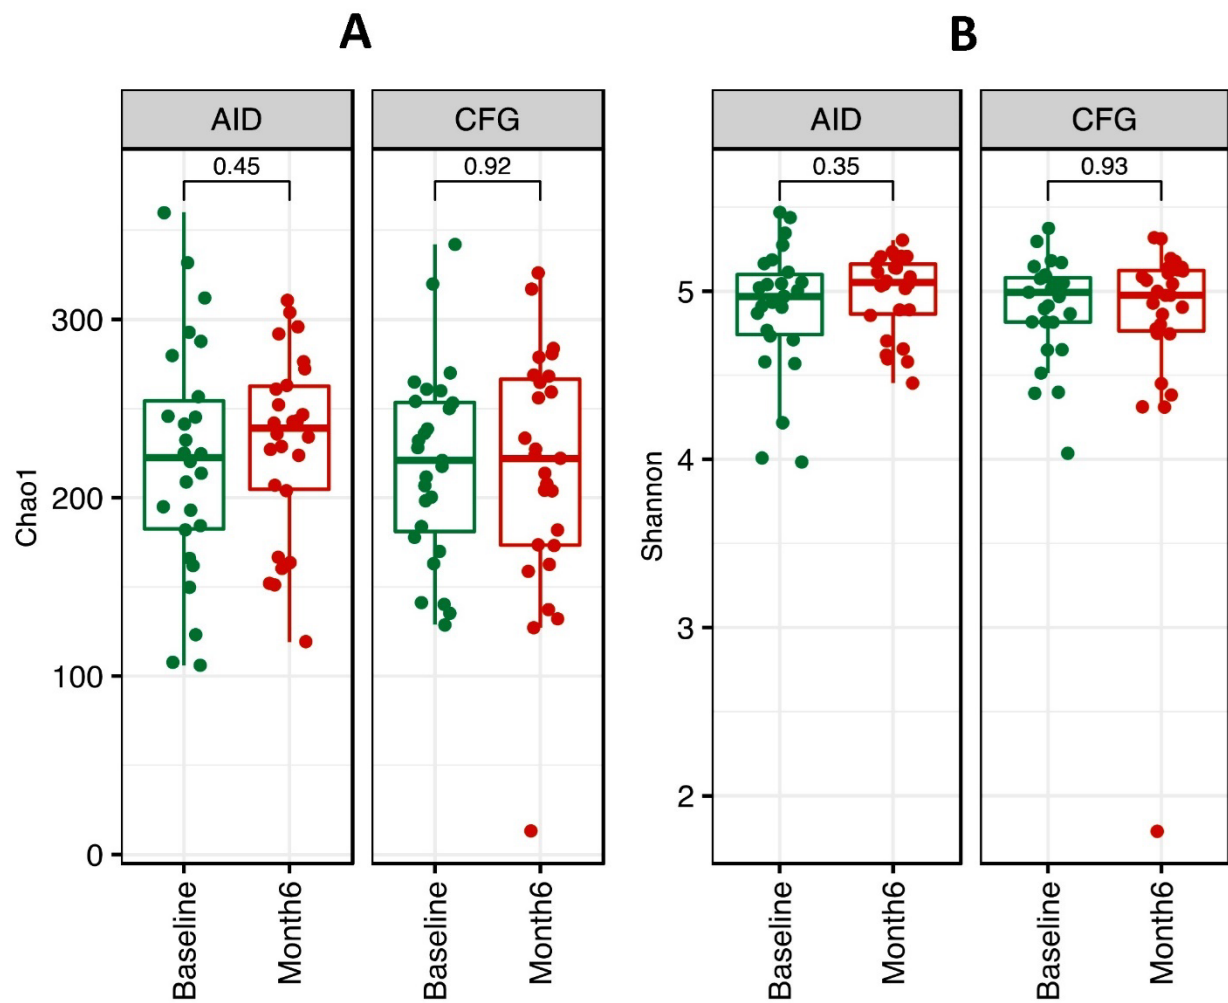 A
B
AID
CFG
AID
CFG
0.45
0.92
0.35
0.93
Chao1
300
200
100
0
Shannon
5
4
3
2
Baseline
Month6
Baseline
Month6
Baseline
Month6
Baseline
Month6